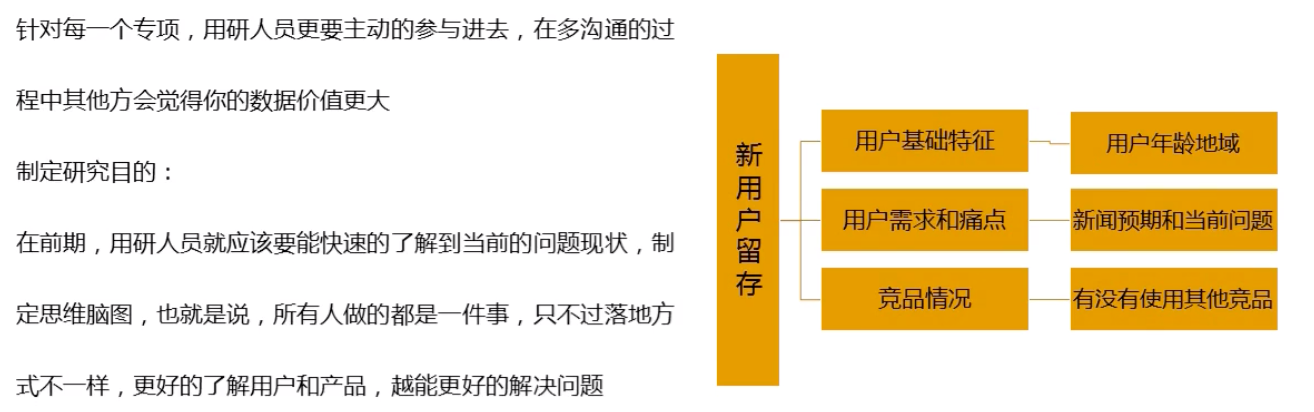 针对每一个专项，用研人员更要主动的参与进去，在多沟通的过
程中其他方会觉得你的数据价值更大
制定研究目的：
在前期，用研人员就应该要能快速的了解到当前的问题现状，制
定思维脑图，也就是说，所有人做的都是一件事，只不过落地方
式不一样，更好的了解用户和产品，越能更好的解决问题
新用户留存
用户基础特征
用户年龄地域
用户需求和痛点
新闻预期和当前问题
竞品情况
有没有使用其他竞品